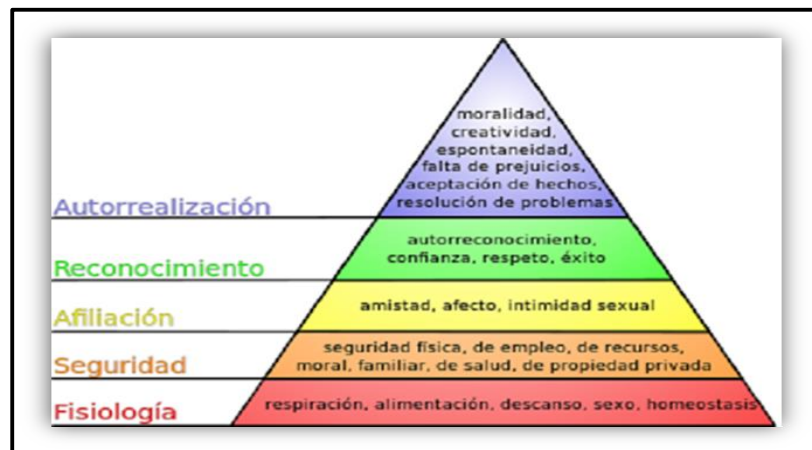 moralidad,
creatividad,
espontaneidad,
falta de prejuicios,
aceptación de hechos,
resolución de problemas
Autorrealización
autorreconocimiento,
confianza, respeto, éxito
Reconocimiento
amistad, afecto, intimidad sexual
Afiliación
seguridad física, de empleo, de recursos,
moral, familiar, de salud, de propiedad privada
Seguridad
respiración, alimentación, descanso, sexo, homeostasis
Fisiología